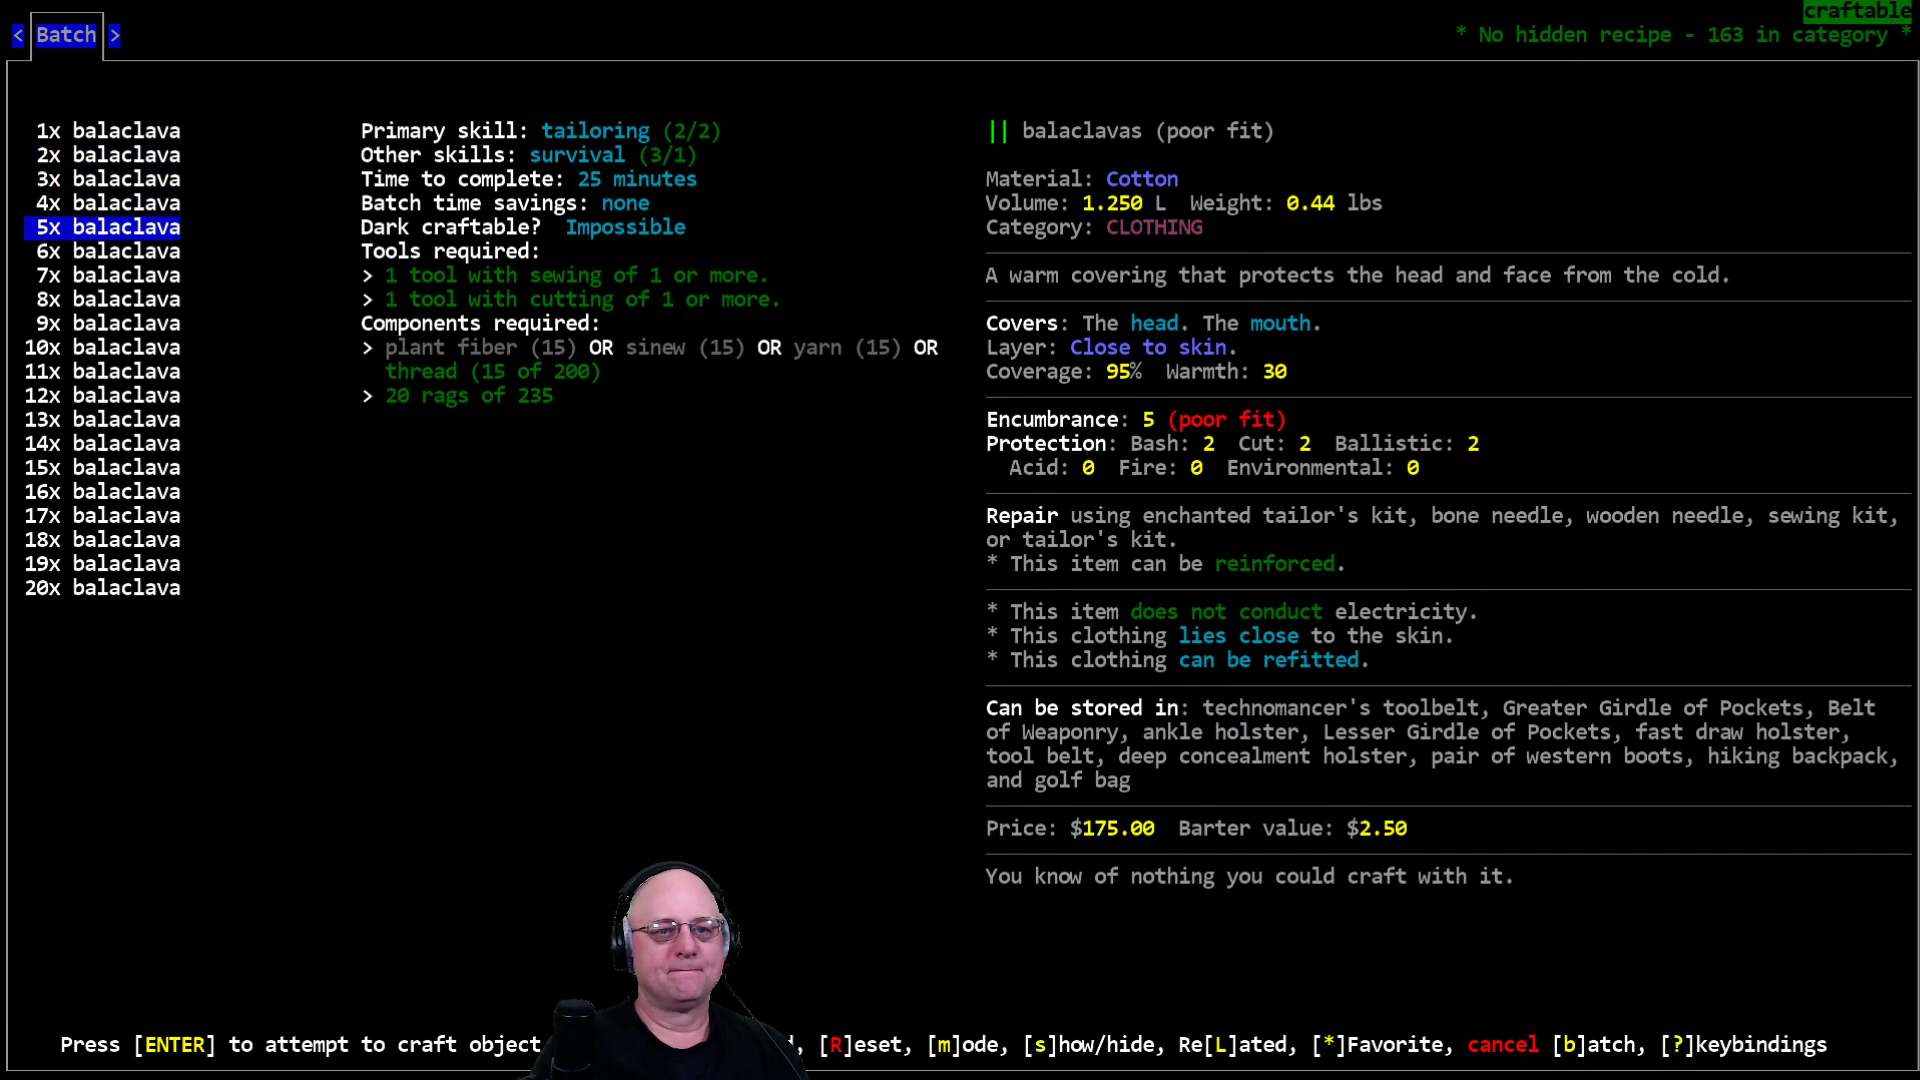 craftable
< Batch >
* No hidden recipe - 163 in category *
1x balaclava
2x balaclava
3x balaclava
4x balaclava
5x balaclava
6x balaclava
7x balaclava
8x balaclava
9x balaclava
10x balaclava
11x balaclava
12x balaclava
13x balaclava
14x balaclava
15x balaclava
16x balaclava
17x balaclava
18x balaclava
19x balaclava
20x balaclava
Primary skill: tailoring (2/2)
Other skills: survival (3/1)
Time to complete: 25 minutes
Batch time savings: none
Dark craftable? Impossible
Tools required:
> 1 tool with sewing of 1 or more.
> 1 tool with cutting of 1 or more.
Components required:
> plant fiber (15) OR sinew (15) OR yarn (15) OR
thread (15 of 200)
> 20 rags of 235
|| balaclavas (poor fit)
Material: Cotton
Volume: 1.250 L Weight: 0.44 lbs
Category: CLOTHING
A warm covering that protects the head and face from the cold.
Covers: The head. The mouth.
Layer: Close to skin.
Coverage: 95% Warmth: 30
Encumbrance: 5 (poor fit)
Protection: Bash: 2 Cut: 2 Ballistic: 2
Acid: 0 Fire: 0 Environmental: 0
Repair using enchanted tailor's kit, bone needle, wooden needle, sewing kit,
or tailor's kit.
* This item can be reinforced.
* This item does not conduct electricity.
* This clothing lies close to the skin.
* This clothing can be refitted.
Can be stored in: technomancer's toolbelt, Greater Girdle of Pockets, Belt
of Weaponry, ankle holster, Lesser Girdle of Pockets, fast draw holster,
tool belt, deep concealment holster, pair of western boots, hiking backpack,
and golf bag
Price: $175.00 Barter value: $2.50
You know of nothing you could craft with it.
Press [ENTER] to attempt to craft object d, [R]eset, [m]ode, [s]how/hide, Re[L]ated, [*]Favorite, cancel [b]atch, [?]keybindings